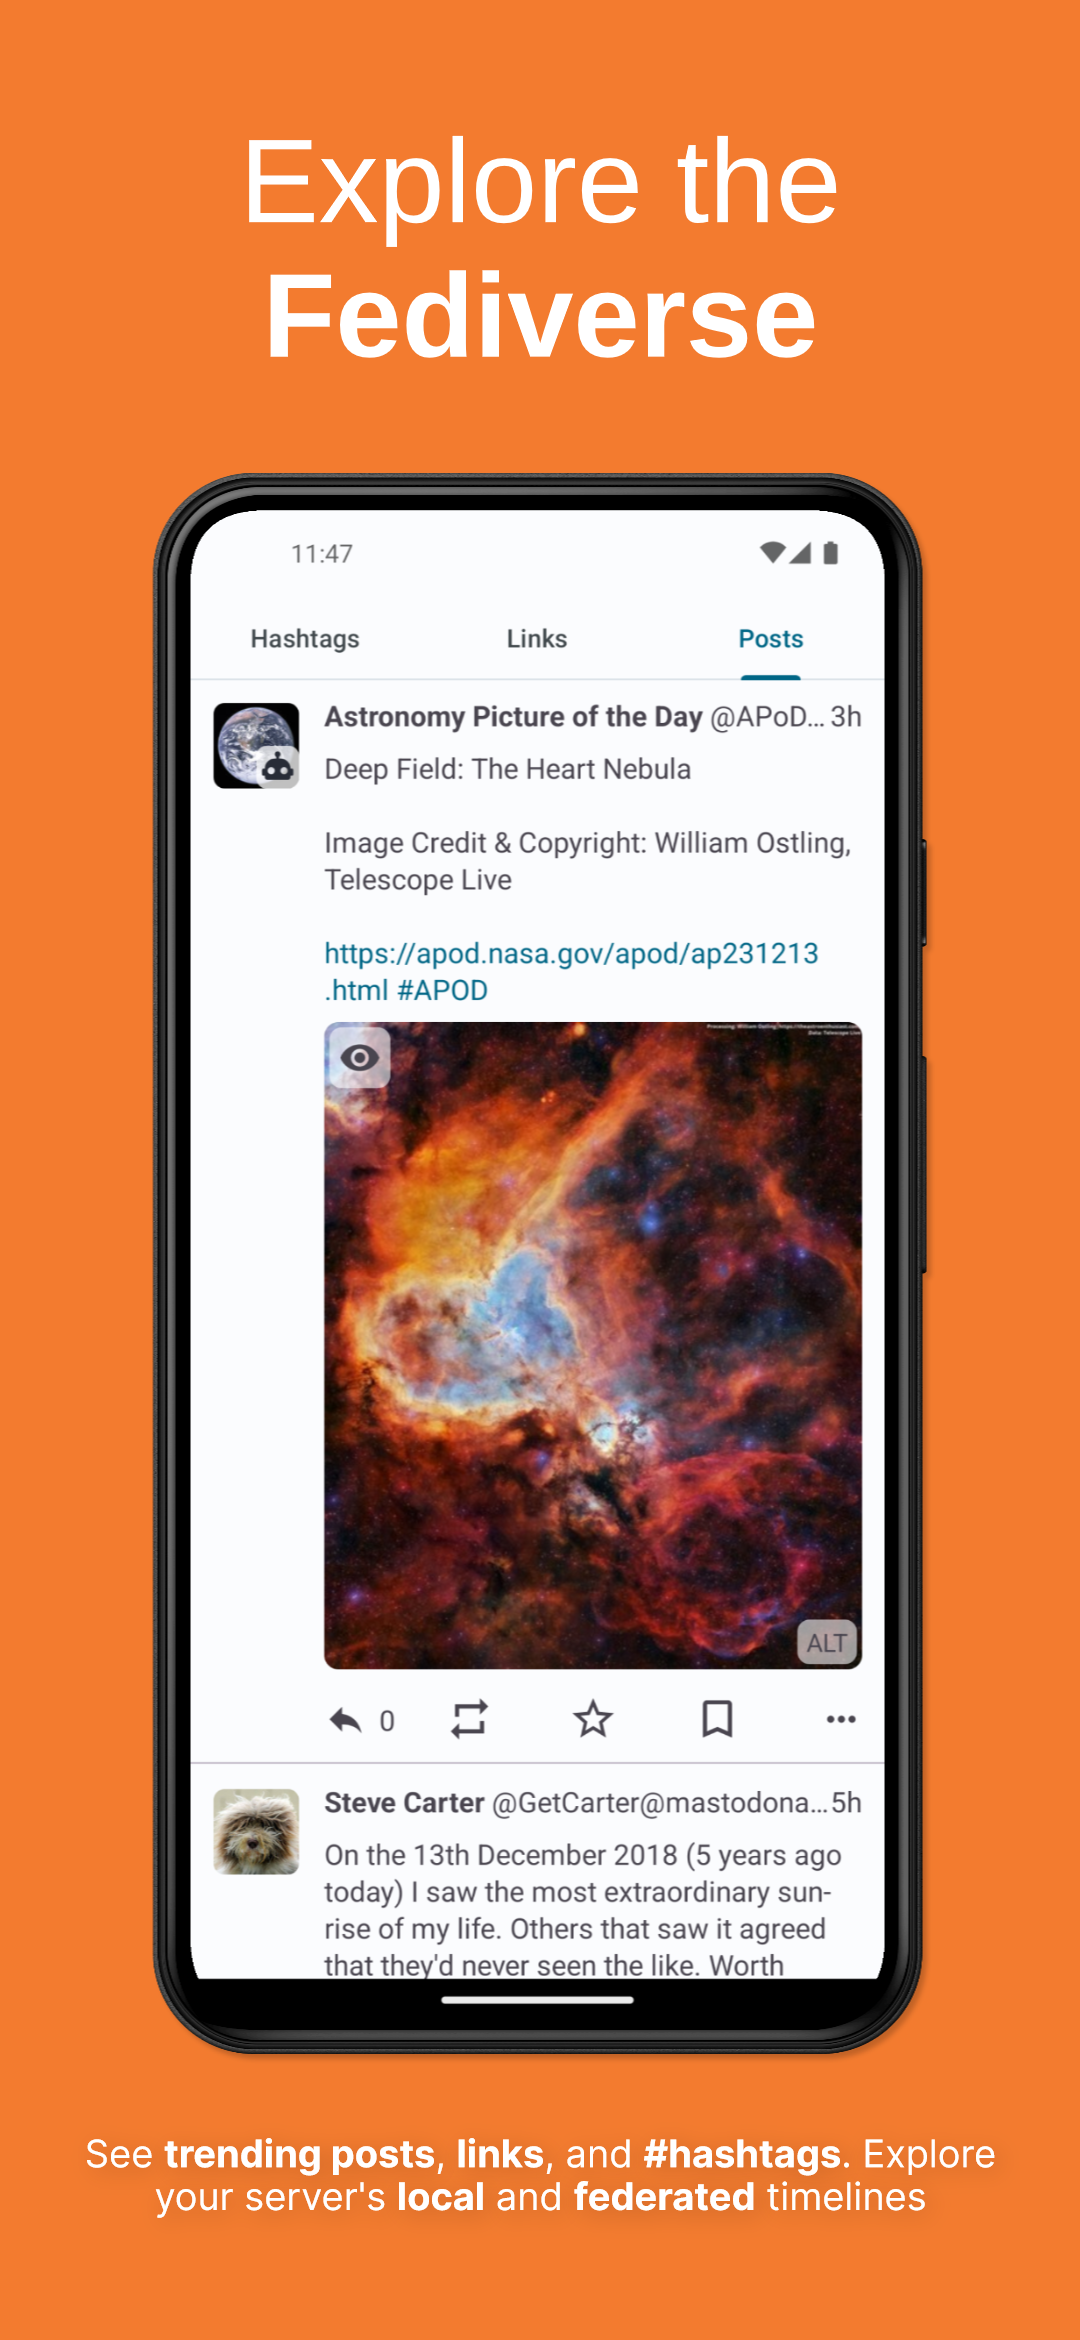 Explore the
Fediverse
11:47
Hashtags Links Posts
Astronomy Picture of the Day @APoD... 3h
Deep Field: The Heart Nebula
Image Credit & Copyright: William Ostling,
Telescope Live
https://apod.nasa.gov/apod/ap231213
.html #APOD
ALT
0
Steve Carter @GetCarter@mastodona... 5h
On the 13th December 2018 (5 years ago
today) I saw the most extraordinary sun-
rise of my life. Others that saw it agreed
that they'd never seen the like. Worth
See trending posts, links, and #hashtags. Explore
your server's local and federated timelines